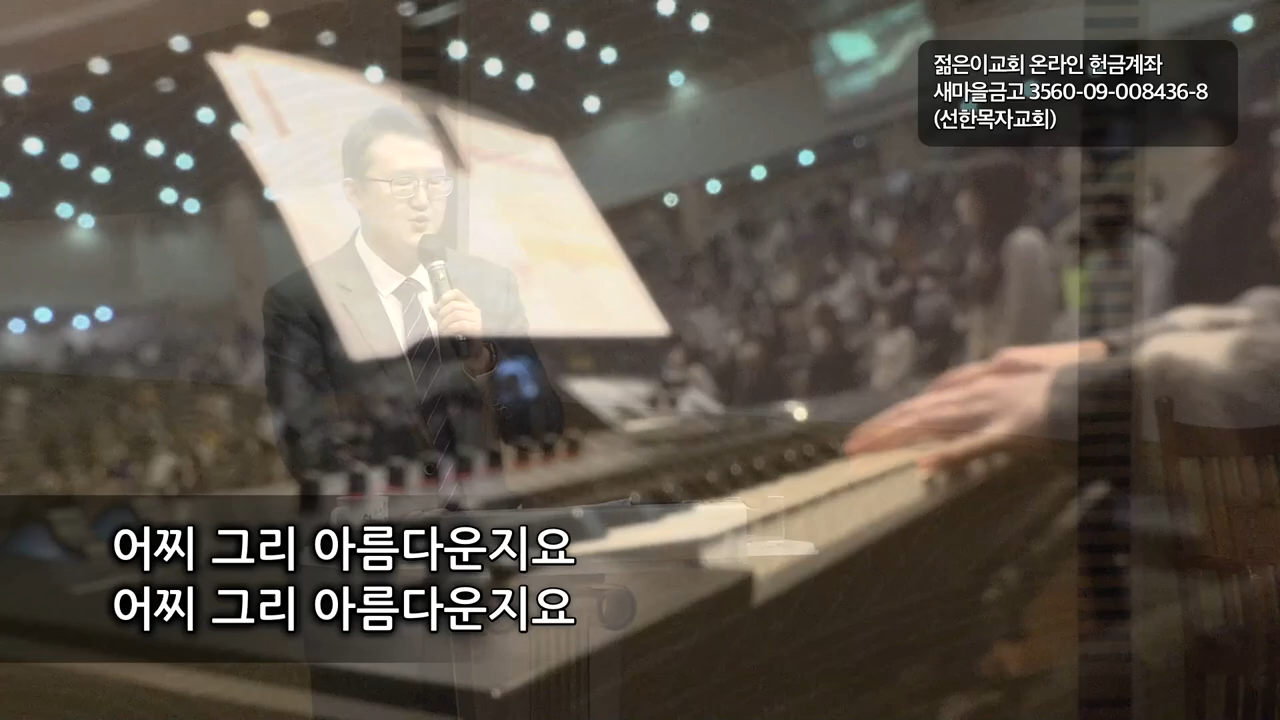 젊은이교회 온라인 헌금계좌
새마을금고 3560-09-008436-8
(선한목자교회)
어찌 그리 아름다운지요
어찌 그리 아름다운지요